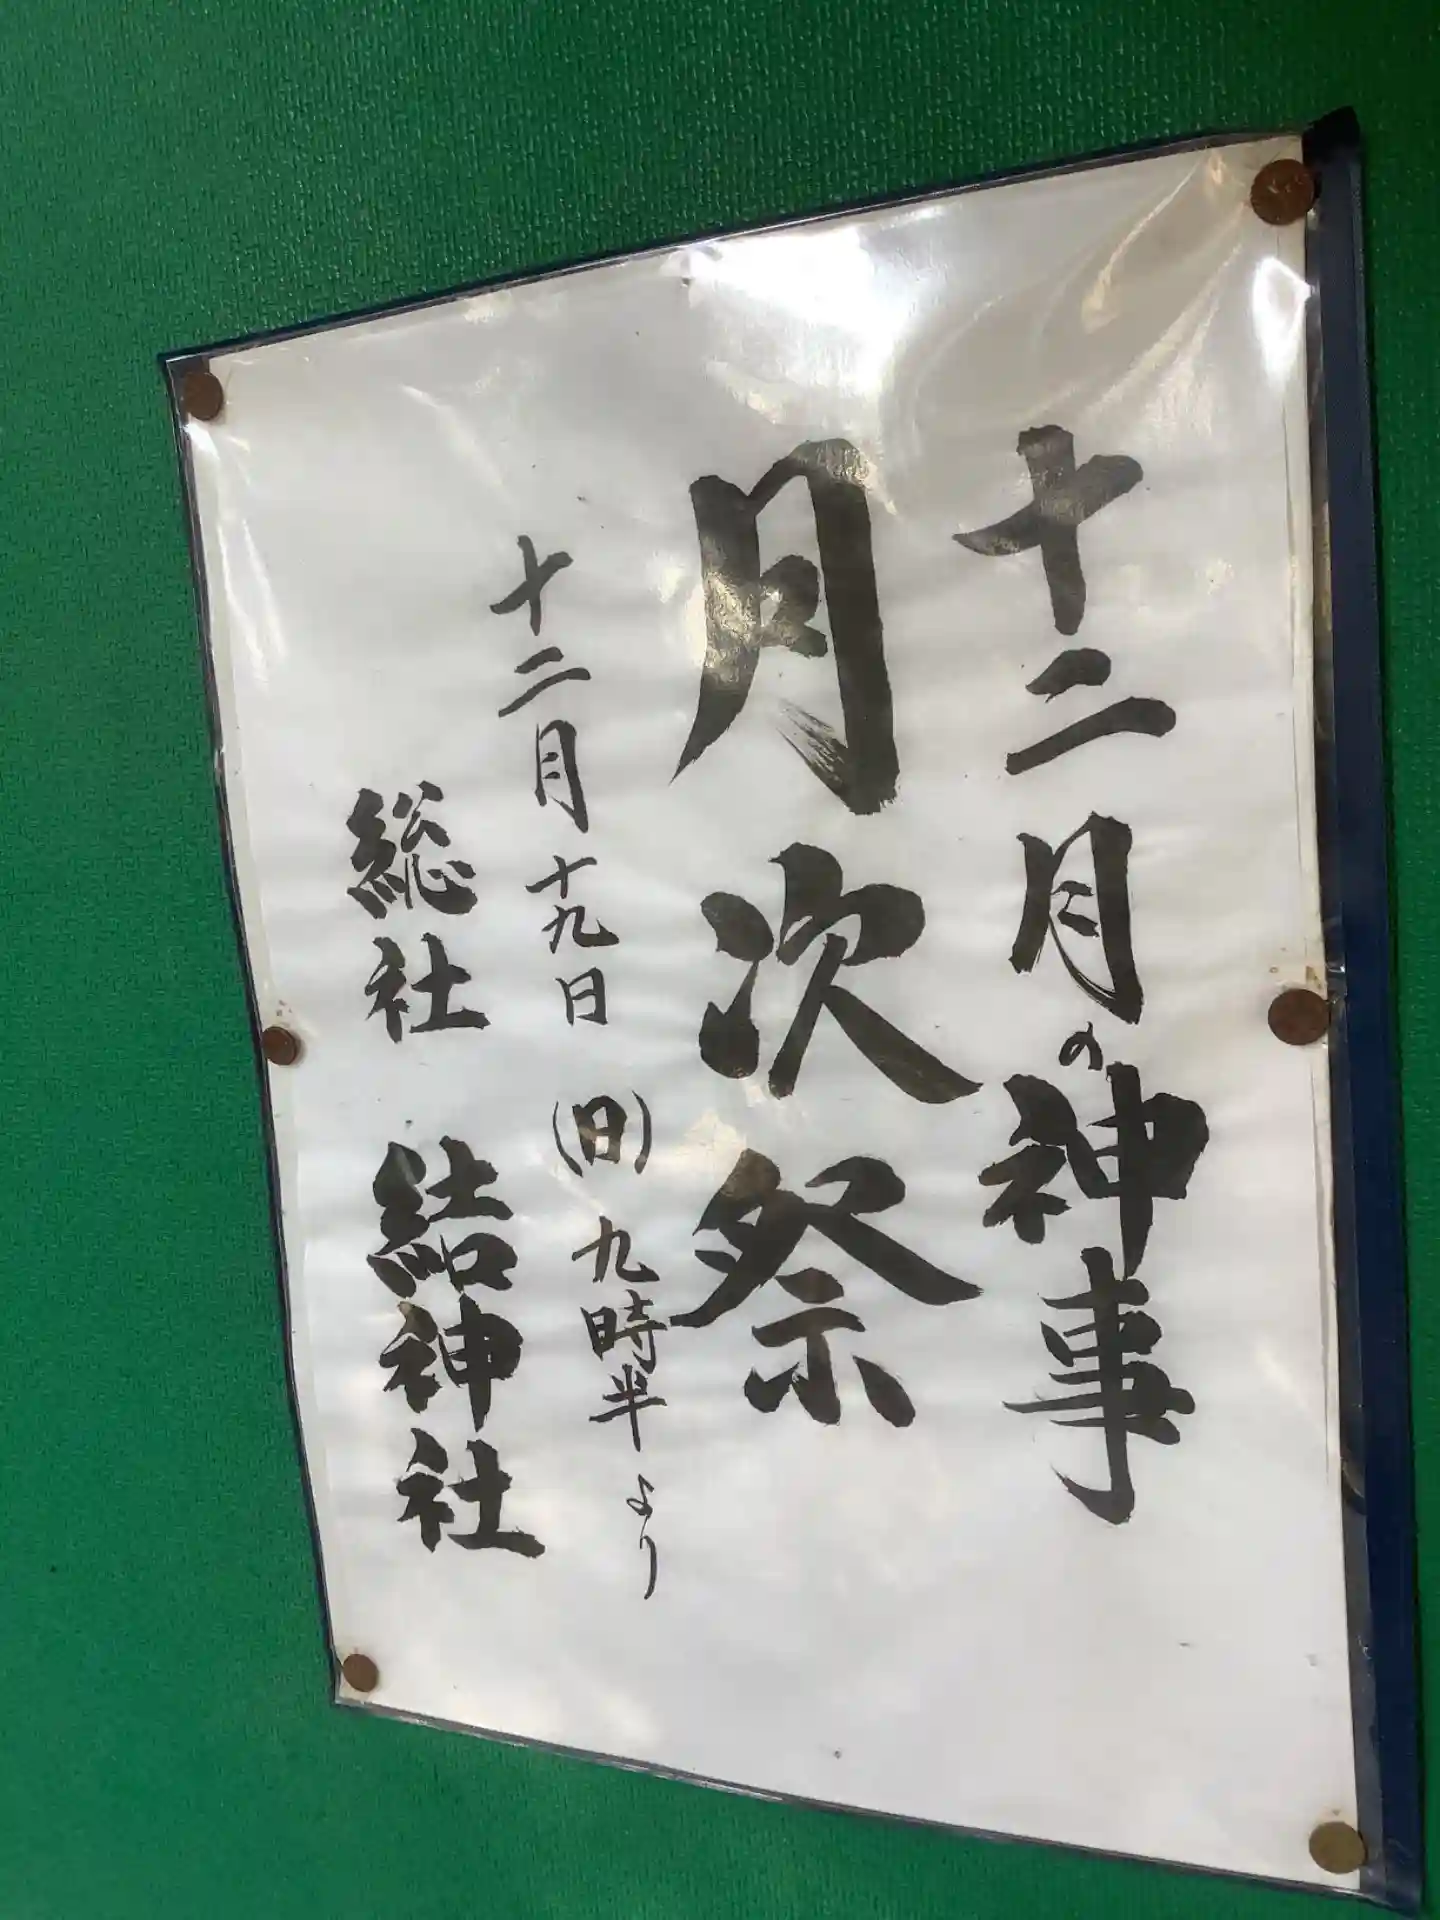 十二月の神事
月次祭
十二月十九日(日)九時半より
総社 結神社